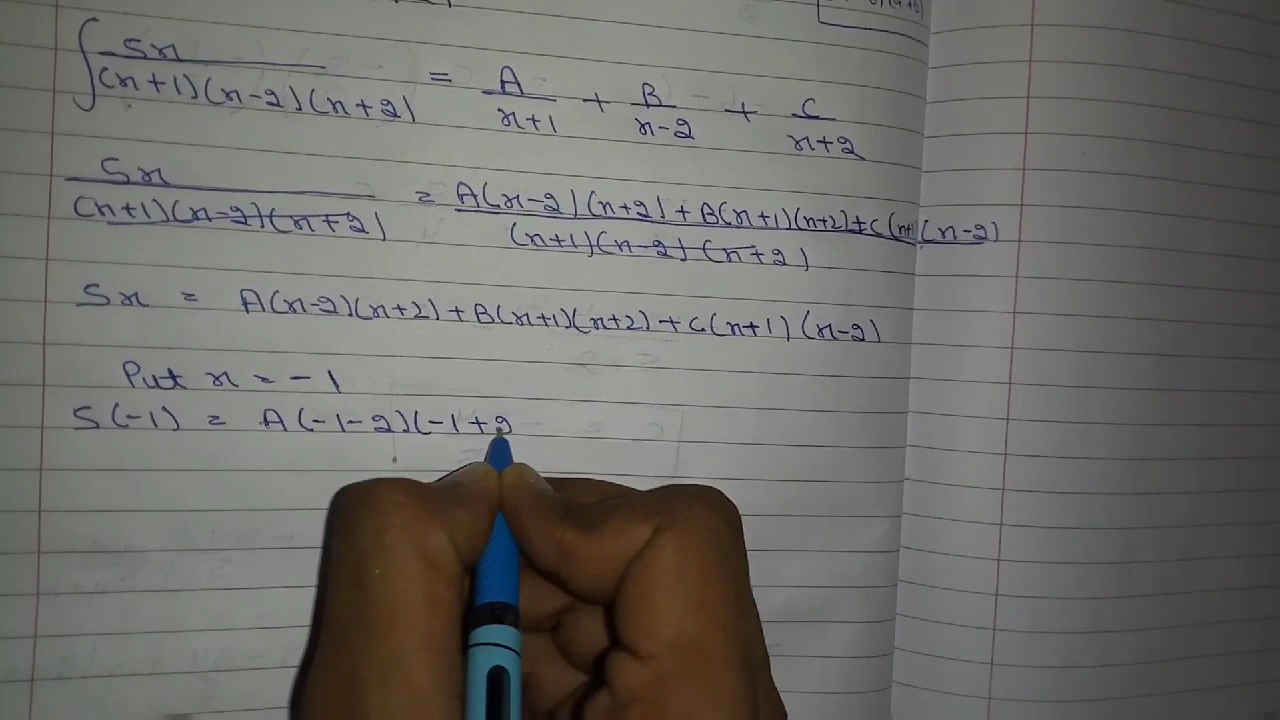 ∫ 5x / (x+1)(x-2)(x+2) = A / x+1 + B / x-2 + C / x+2
5x / (x+1)(x-2)(x+2) = A(x-2)(x+2) + B(x+1)(x+2) + C(x+1)(x-2) / (x+1)(x-2)(x+2)
5x = A(x-2)(x+2) + B(x+1)(x+2) + C(x+1)(x-2)
Put x = -1
5(-1) = A(-1-2)(-1+2